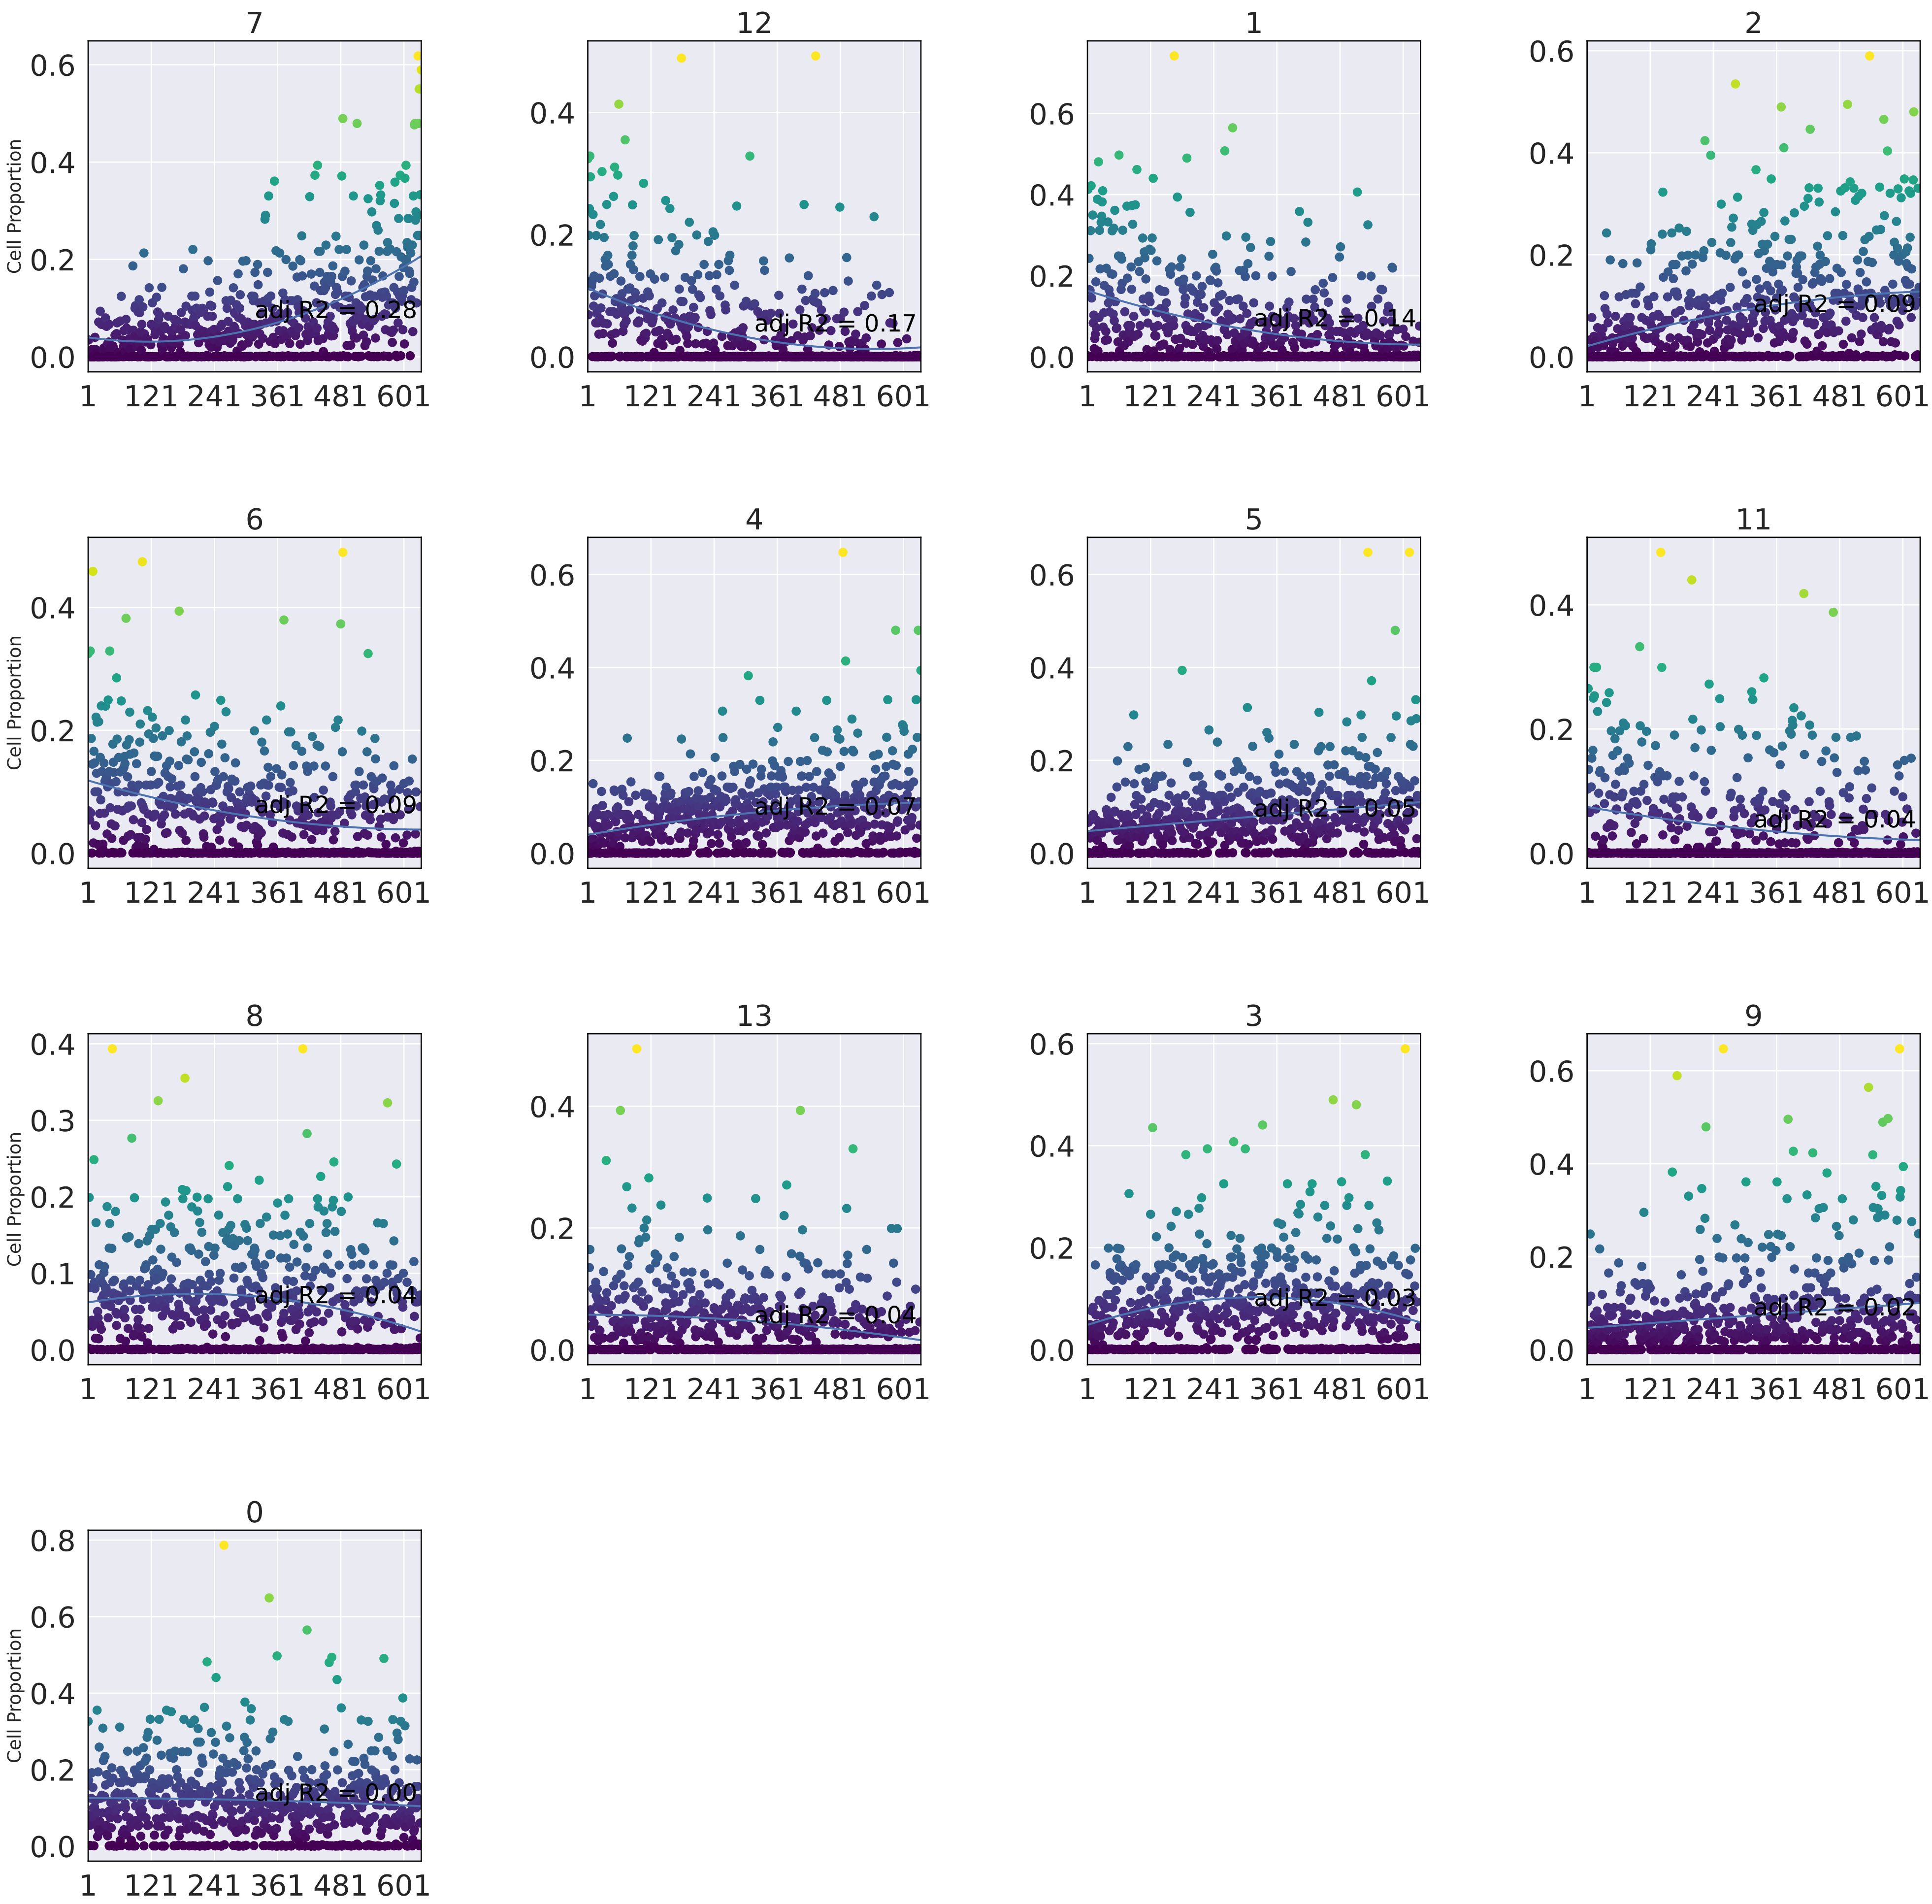 7 12 1 2
0.6 0.4 0.2 0.0
Cell Proportion
adj R2 = 0.28
1 121 241 361 481 601
0.4 0.2 0.0
adj R2 = 0.17
1 121 241 361 481 601
0.6 0.4 0.2 0.0
adj R2 = 0.14
1 121 241 361 481 601
0.6 0.4 0.2 0.0
adj R2 = 0.09
1 121 241 361 481 601
6 4 5 11
0.4 0.2 0.0
Cell Proportion
adj R2 = 0.09
1 121 241 361 481 601
0.6 0.4 0.2 0.0
adj R2 = 0.07
1 121 241 361 481 601
0.6 0.4 0.2 0.0
adj R2 = 0.05
1 121 241 361 481 601
0.4 0.2 0.0
adj R2 = 0.04
1 121 241 361 481 601
8 13 3 9
0.4 0.3 0.2 0.1 0.0
Cell Proportion
adj R2 = 0.04
1 121 241 361 481 601
0.4 0.2 0.0
adj R2 = 0.04
1 121 241 361 481 601
0.6 0.4 0.2 0.0
adj R2 = 0.03
1 121 241 361 481 601
0.6 0.4 0.2 0.0
adj R2 = 0.02
1 121 241 361 481 601
0
0.8 0.6 0.4 0.2 0.0
Cell Proportion
adj R2 = 0.00
1 121 241 361 481 601